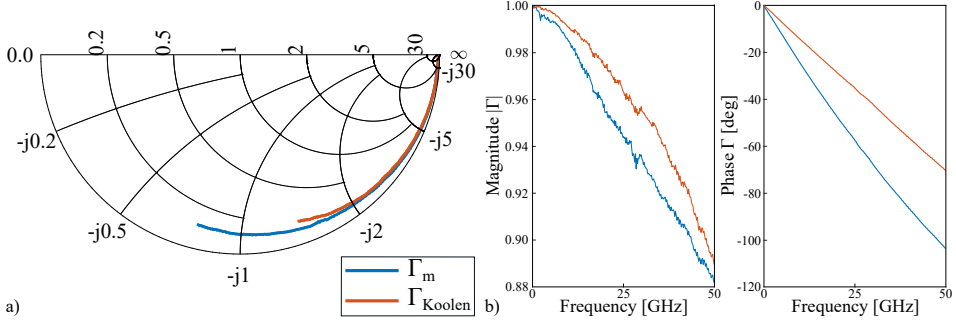 0.0
0.2
0.5
1
2
5
30
∞
-j30
-j5
-j2
-j1
-j0.5
-j0.2
Γm
ΓKoolen
a)
1.00
0.98
0.96
0.94
0.92
0.90
0.88
Magnitude |Γ|
0
25
50
Frequency [GHz]
b)
0
-20
-40
-60
-80
-100
-120
Phase Γ [deg]
0
25
50
Frequency [GHz]